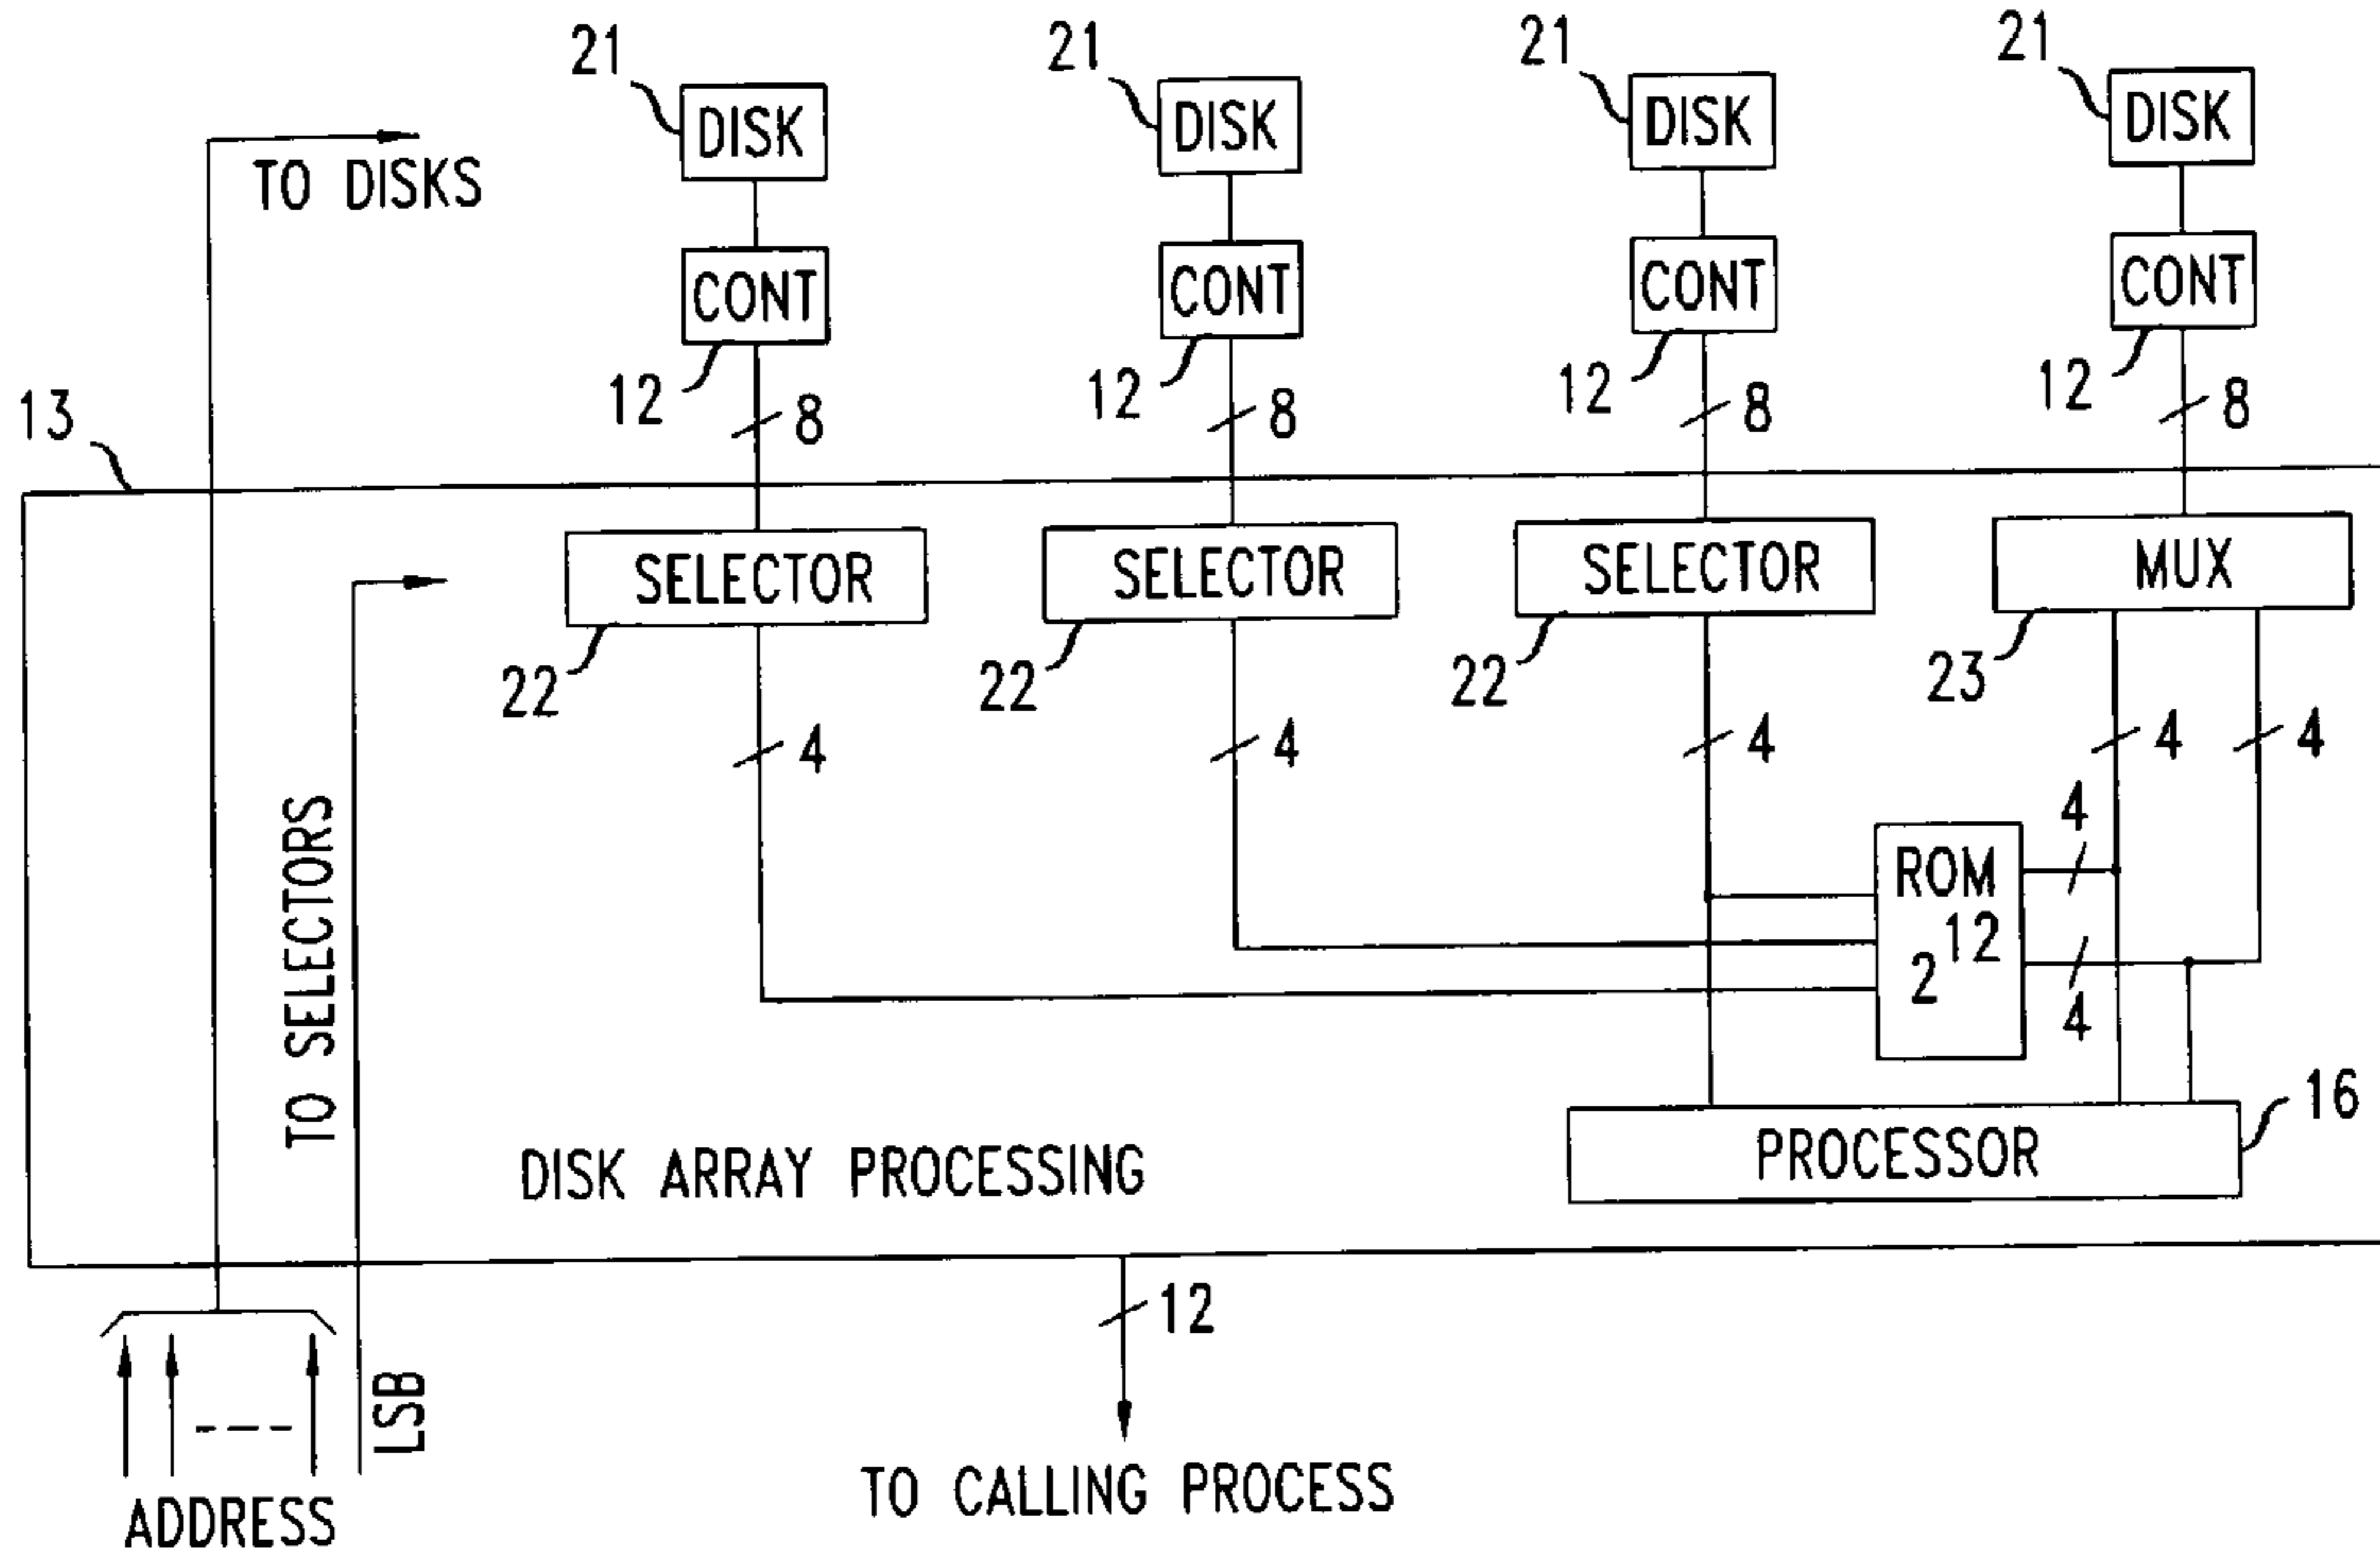 21 21 21 21
DISK DISK DISK DISK
TO DISKS
CONT CONT CONT CONT
12 12 12 12
8 8 8 8
13
SELECTOR SELECTOR SELECTOR MUX
22 22 22 23
4 4 4 4 4
TO SELECTORS
4
ROM
2¹²
4
16
PROCESSOR
DISK ARRAY PROCESSING
12
LSB
TO CALLING PROCESS
ADDRESS